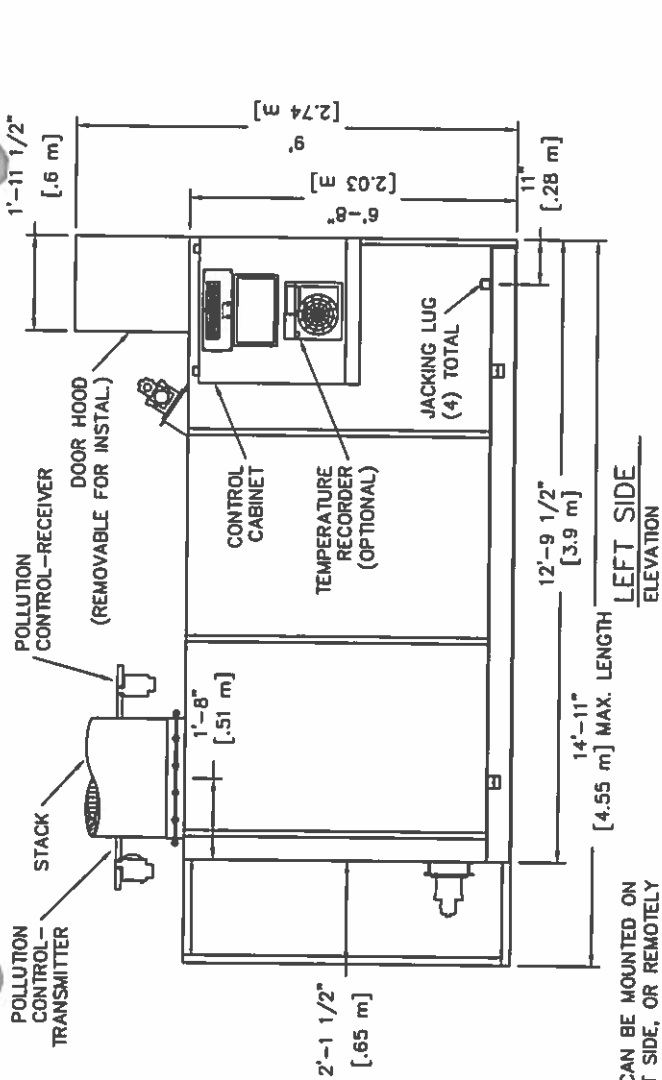 1'-11 1/2"
[.6 m]
9'
[2.74 m]
6'-8"
[2.03 m]
11"
[.28 m]
DOOR HOOD
(REMOVABLE FOR INSTAL.)
POLLUTION
CONTROL-RECEIVER
STACK
POLLUTION
CONTROL-
TRANSMITTER
1'-8"
[.51 m]
CONTROL
CABINET
TEMPERATURE
RECORDER
(OPTIONAL)
JACKING LUG
(4) TOTAL
2'-1 1/2"
[.65 m]
12'-9 1/2"
[3.9 m]
14'-11"
[4.55 m] MAX. LENGTH
LEFT SIDE
ELEVATION
CAN BE MOUNTED ON
SIDE, OR REMOTELY